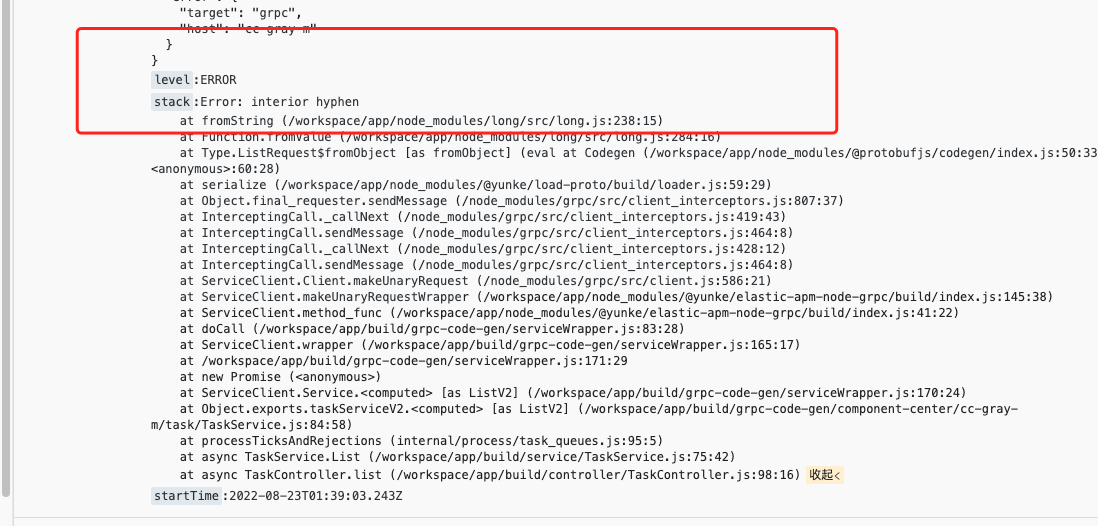 "target": "grpc",
"host": "cc-gray-m"
}
}
level:ERROR
stack:Error: interior hyphen
at fromString (/workspace/app/node_modules/long/src/long.js:238:15)
at Function.fromValue (/workspace/app/node_modules/long/src/long.js:284:16)
at Type.ListRequest$fromObject [as fromObject] (eval at Codegen (/workspace/app/node_modules/@protobufjs/codegen/index.js:50:33
<anonymous>:60:28)
at serialize (/workspace/app/node_modules/@yunke/load-proto/build/loader.js:59:29)
at Object.final_requester.sendMessage (/node_modules/grpc/src/client_interceptors.js:807:37)
at InterceptingCall._callNext (/node_modules/grpc/src/client_interceptors.js:419:43)
at InterceptingCall.sendMessage (/node_modules/grpc/src/client_interceptors.js:464:8)
at InterceptingCall._callNext (/node_modules/grpc/src/client_interceptors.js:428:12)
at InterceptingCall.sendMessage (/node_modules/grpc/src/client_interceptors.js:464:8)
at ServiceClient.Client.makeUnaryRequest (/node_modules/grpc/src/client.js:586:21)
at ServiceClient.makeUnaryRequestWrapper (/workspace/app/node_modules/@yunke/elastic-apm-node-grpc/build/index.js:145:38)
at ServiceClient.method_func (/workspace/app/node_modules/@yunke/elastic-apm-node-grpc/build/index.js:41:22)
at doCall (/workspace/app/build/grpc-code-gen/serviceWrapper.js:83:28)
at ServiceClient.wrapper (/workspace/app/build/grpc-code-gen/serviceWrapper.js:165:17)
at /workspace/app/build/grpc-code-gen/serviceWrapper.js:171:29
at new Promise (<anonymous>)
at ServiceClient.Service.<computed> [as ListV2] (/workspace/app/build/grpc-code-gen/serviceWrapper.js:170:24)
at Object.exports.taskServiceV2.<computed> [as ListV2] (/workspace/app/build/grpc-code-gen/component-center/cc-gray-
m/task/TaskService.js:84:58)
at processTicksAndRejections (internal/process/task_queues.js:95:5)
at async TaskService.List (/workspace/app/build/service/TaskService.js:75:42)
at async TaskController.list (/workspace/app/build/controller/TaskController.js:98:16) 收起<
startTime:2022-08-23T01:39:03.243Z